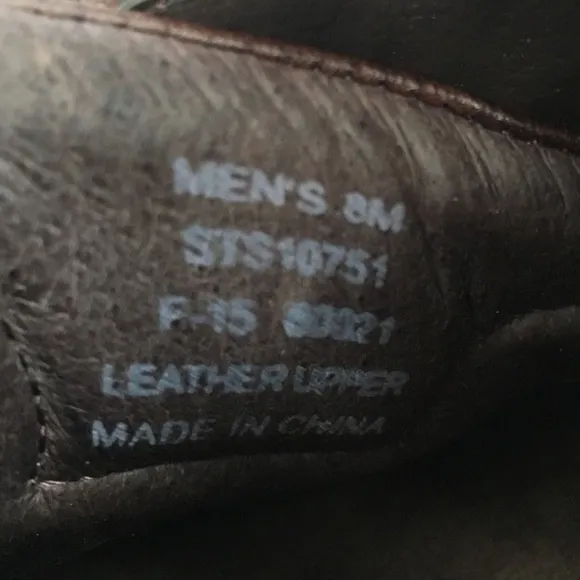 MEN'S 8M
STS10751
F-15
LEATHER UPPER
MADE IN CHINA